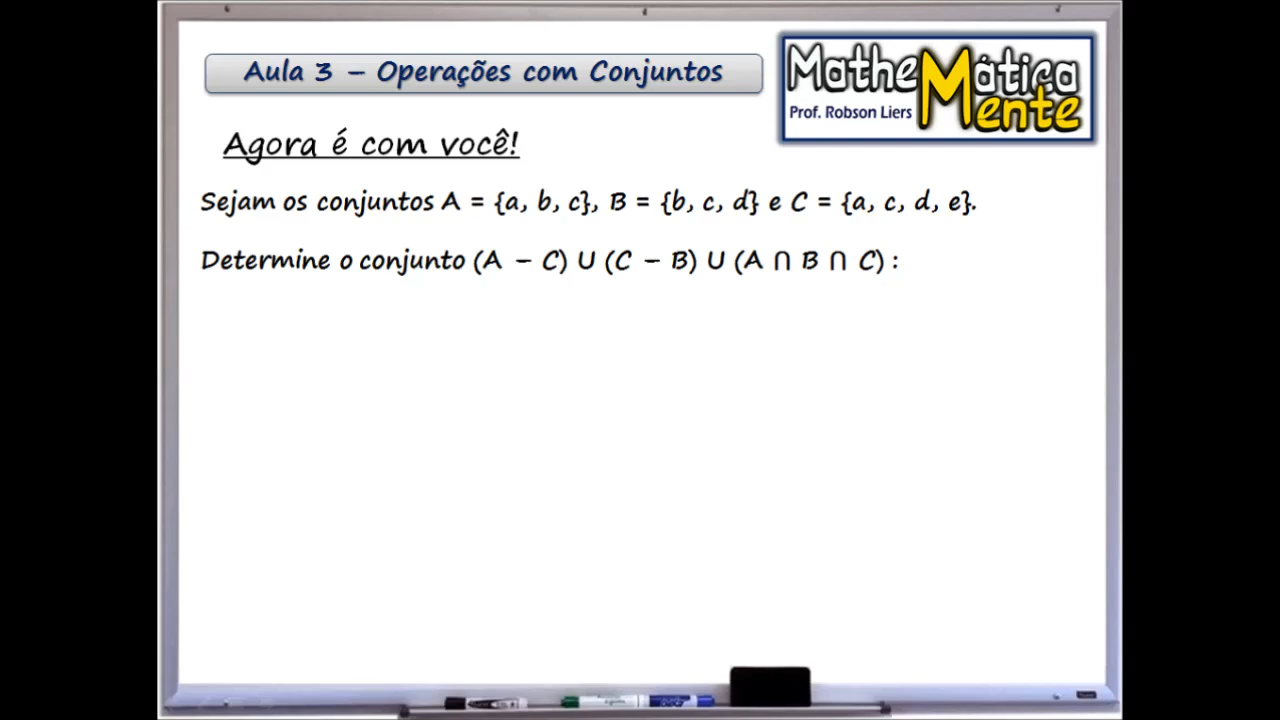 Aula 3 – Operações com Conjuntos
MatheMática
Mente
Prof. Robson Liers
Agora é com você!
Sejam os conjuntos A = {a, b, c}, B = {b, c, d} e C = {a, c, d, e}.
Determine o conjunto (A – C) U (C – B) U (A ∩ B ∩ C) :